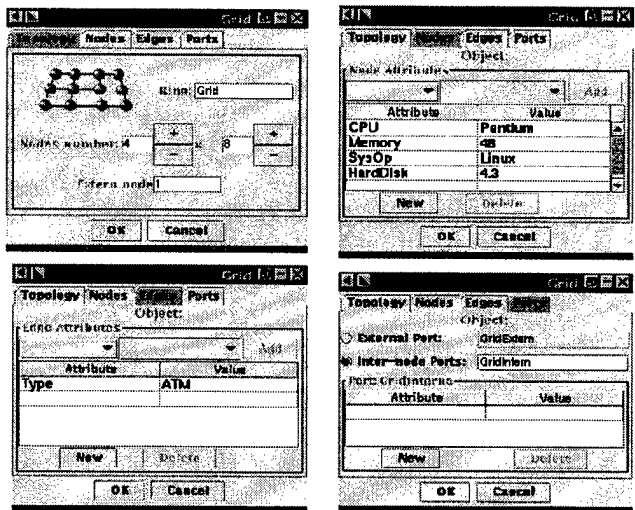 Grid
Topology Nodes Edges Ports
King: Grid
Nodes number: 4 + - x 8 + -
Extern node 1
OK Cancel
Grid
Topology Nodes Edges Ports
Object:
Node Attributes
Add
Attribute Value
CPU Pentium
Memory 48
SysOp Linux
HardDisk 4.3
New Delete
OK Cancel
Grid
Topology Nodes Edges Ports
Object:
Edge Attributes
Add
Attribute Value
Type ATM
New Delete
OK Cancel
Grid
Topology Nodes Edges Ports
Object:
External Port: GridExtern
Inter-node Ports: GridIntern
Port: GridInterno
Attribute Value
New Delete
OK Cancel